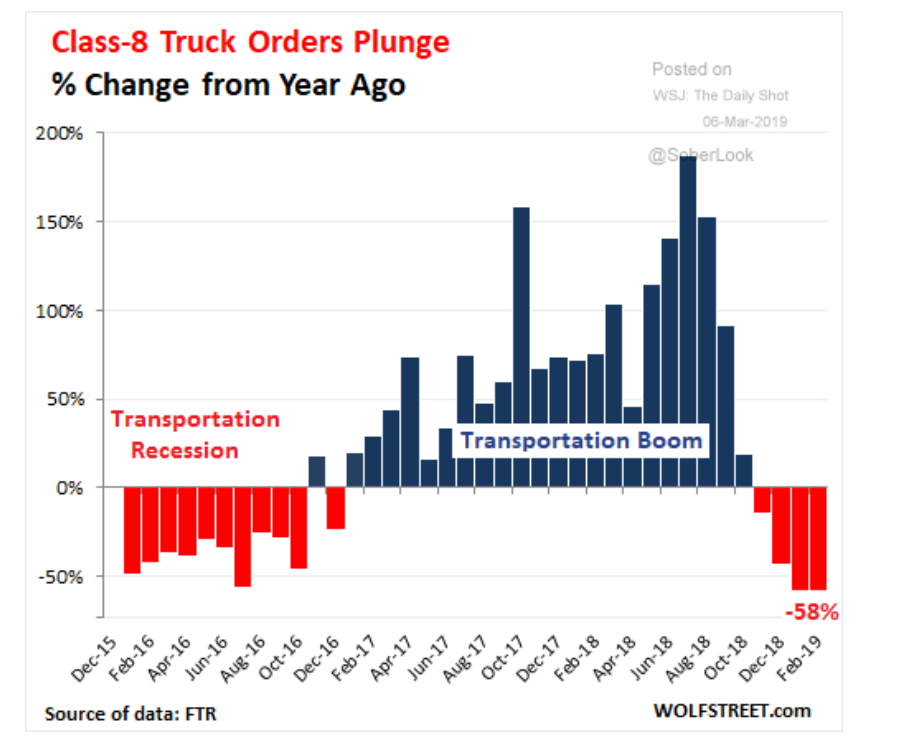 Class-8 Truck Orders Plunge
% Change from Year Ago
Posted on
WSJ: The Daily Shot
06-Mar-2019
@SoberLook
200%
150%
100%
50%
0%
-50%
Transportation
Recession
Transportation Boom
-58%
Dec-15
Feb-16
Apr-16
Jun-16
Aug-16
Oct-16
Dec-16
Feb-17
Apr-17
Jun-17
Aug-17
Oct-17
Dec-17
Feb-18
Apr-18
Jun-18
Aug-18
Oct-18
Dec-18
Feb-19
Source of data: FTR
WOLFSTREET.com